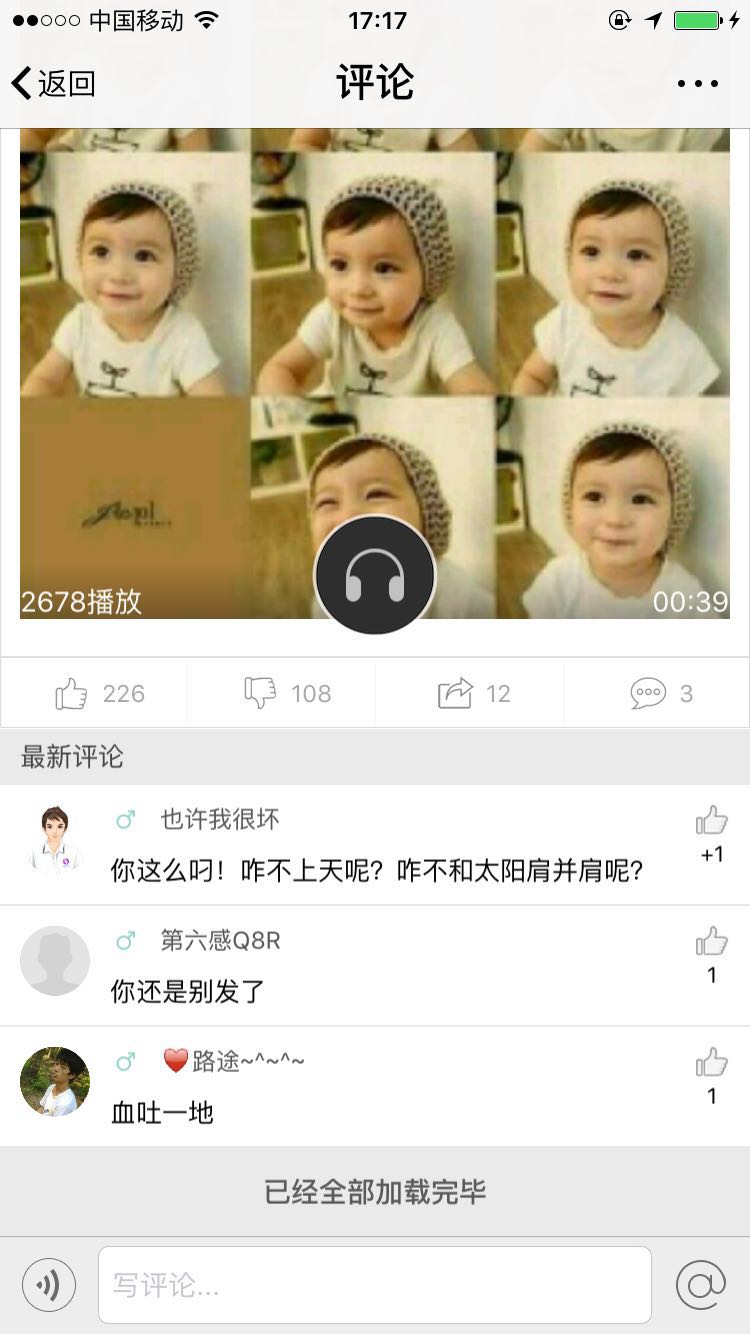 中国移动
17:17
返回
评论
2678播放
00:39
226
108
12
3
最新评论
也许我很坏
你这么叼！咋不上天呢？咋不和太阳肩并肩呢？
+1
第六感Q8R
你还是别发了
1
❤️路途~^~^~
血吐一地
1
已经全部加载完毕
写评论...